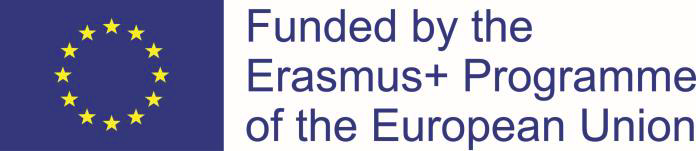 Funded by the
Erasmus+ Programme
of the European Union